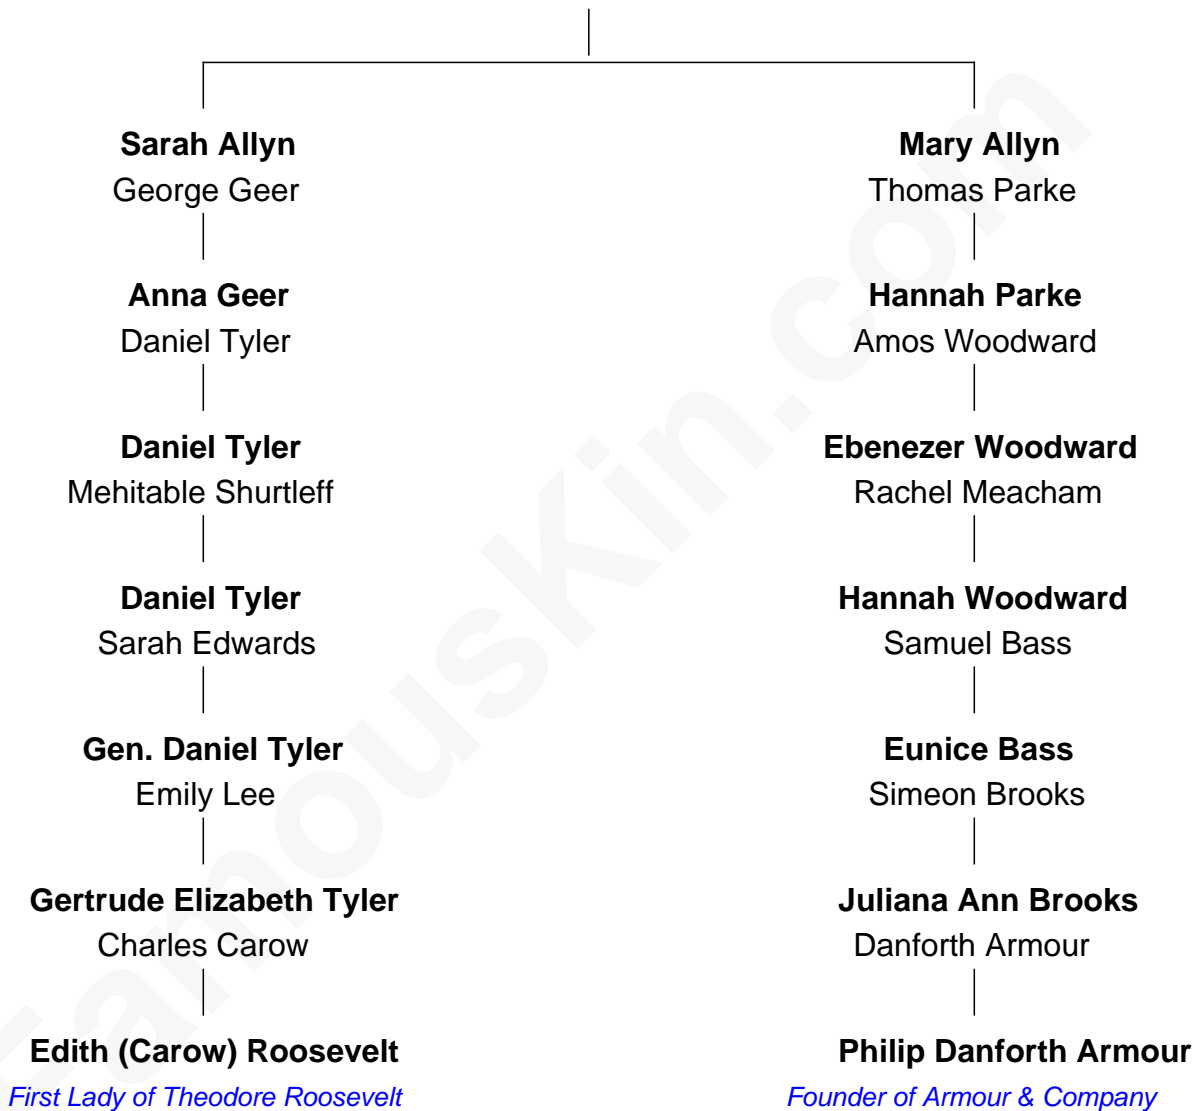 Sarah Allyn
George Geer
Anna Geer
Daniel Tyler
Daniel Tyler
Mehitable Shurtleff
Daniel Tyler
Sarah Edwards
Gen. Daniel Tyler
Emily Lee
Gertrude Elizabeth Tyler
Charles Carow
Edith (Carow) Roosevelt
First Lady of Theodore Roosevelt
Mary Allyn
Thomas Parke
Hannah Parke
Amos Woodward
Ebenezer Woodward
Rachel Meacham
Hannah Woodward
Samuel Bass
Eunice Bass
Simeon Brooks
Juliana Ann Brooks
Danforth Armour
Philip Danforth Armour
Founder of Armour & Company
FamousKin.com